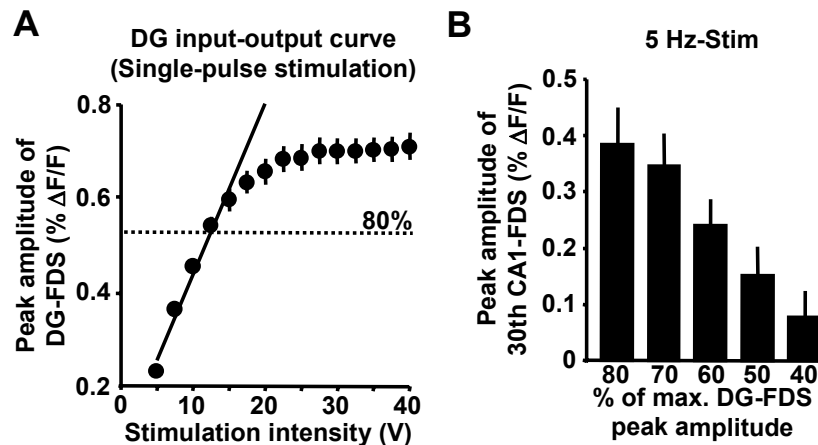 A
DG input-output curve
(Single-pulse stimulation)
Peak amplitude of
DG-FDS (% ΔF/F)
0.8
0.6
0.4
0.2
80%
0 10 20 30 40
Stimulation intensity (V)
B
5 Hz-Stim
Peak amplitude of
30th CA1-FDS (% ΔF/F)
0.5
0.4
0.3
0.2
0.1
0
80 70 60 50 40
% of max. DG-FDS
peak amplitude